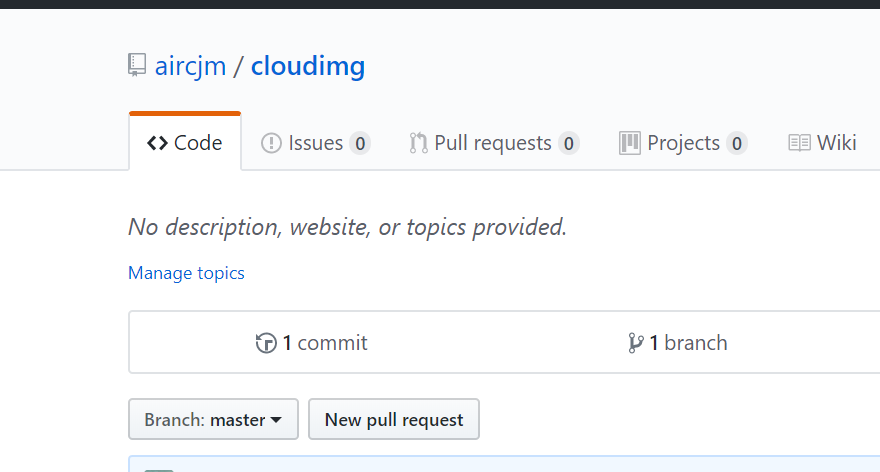 aircjm / cloudimg
Code Issues 0 Pull requests 0 Projects 0 Wiki
No description, website, or topics provided.
Manage topics
1 commit 1 branch
Branch: master New pull request